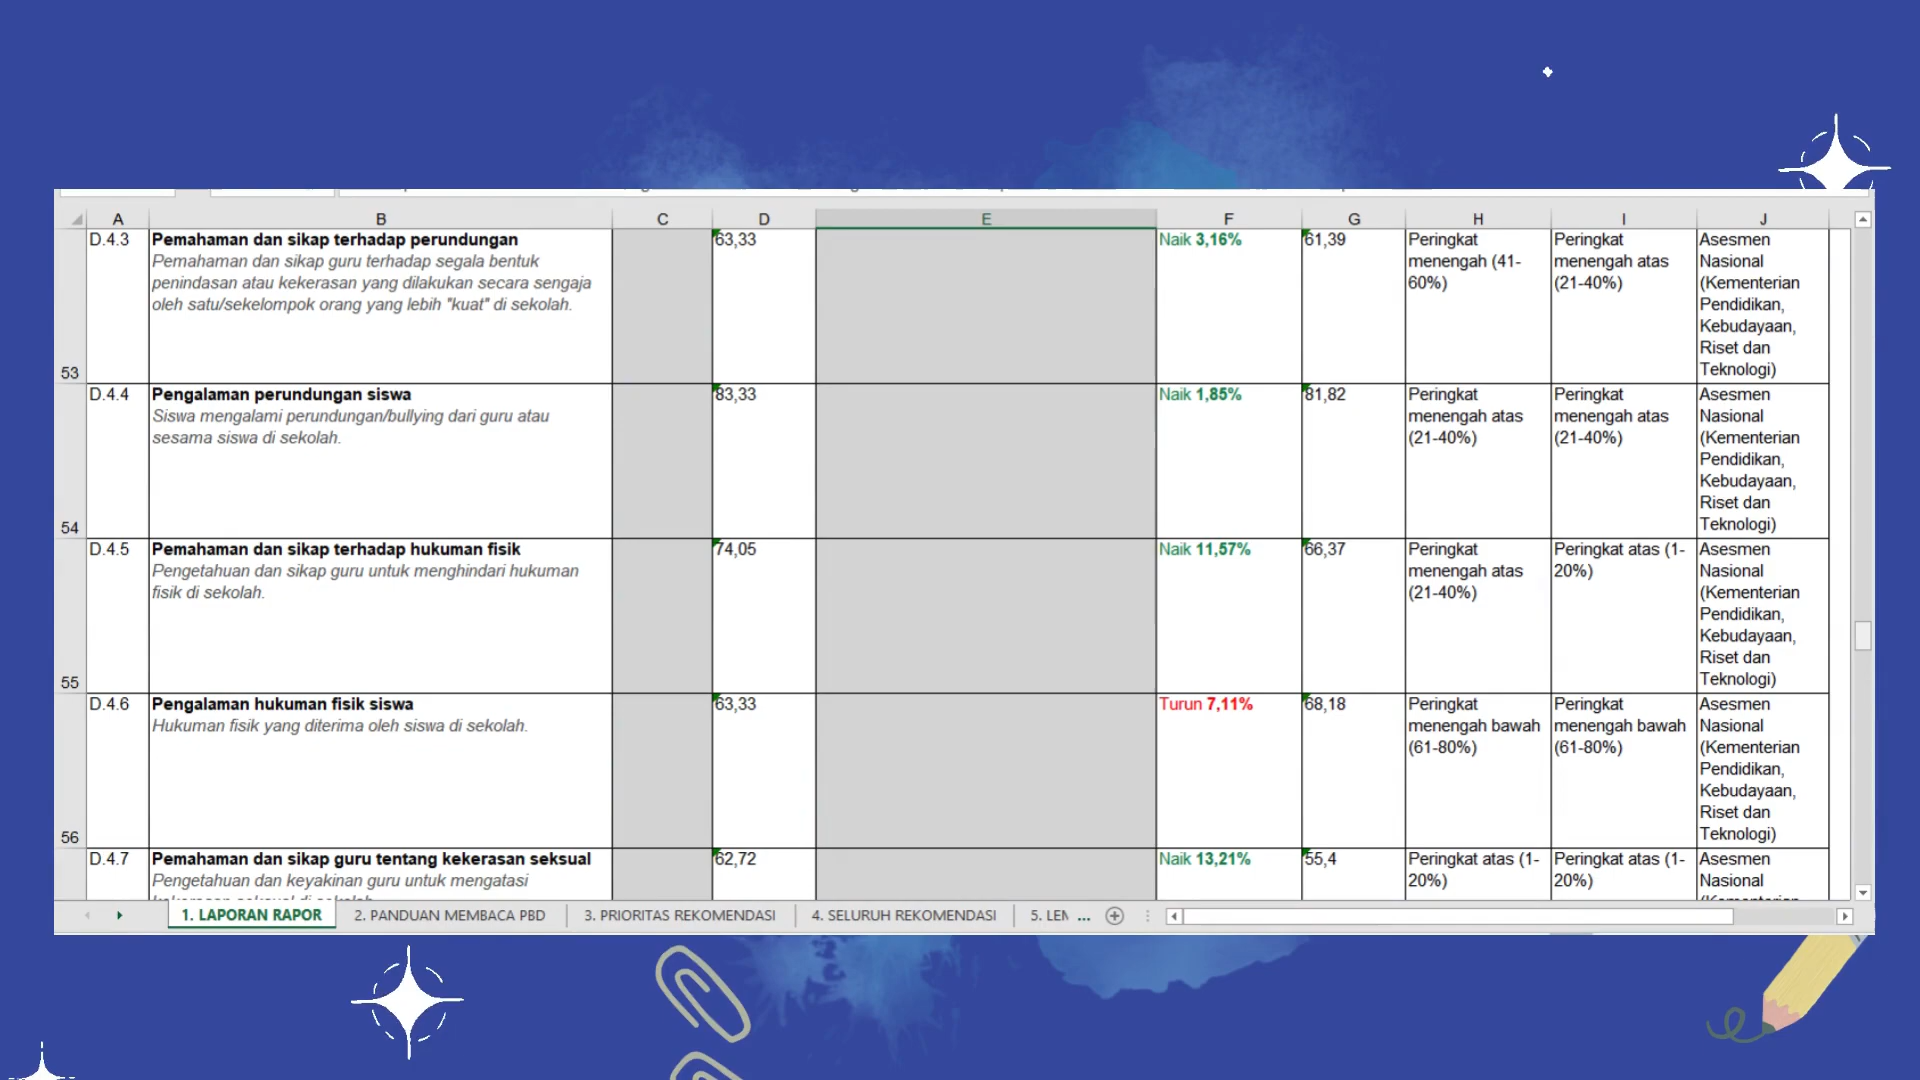 A B C D E F G H I J
D.4.3 Pemahaman dan sikap terhadap perundungan 63,33 Naik 3,16% 61,39 Peringkat Peringkat Asesmen
Pemahaman dan sikap guru terhadap segala bentuk menengah (41- menengah atas Nasional
penindasan atau kekerasan yang dilakukan secara sengaja 60%) (21-40%) (Kementerian
oleh satu/sekelompok orang yang lebih "kuat" di sekolah. Pendidikan,
Kebudayaan,
Riset dan
53 Teknologi)
D.4.4 Pengalaman perundungan siswa 83,33 Naik 1,85% 81,82 Peringkat Peringkat Asesmen
Siswa mengalami perundungan/bullying dari guru atau menengah atas menengah atas Nasional
sesama siswa di sekolah. (21-40%) (21-40%) (Kementerian
Pendidikan,
Kebudayaan,
Riset dan
54 Teknologi)
D.4.5 Pemahaman dan sikap terhadap hukuman fisik 74,05 Naik 11,57% 66,37 Peringkat Peringkat atas (1- Asesmen
Pengetahuan dan sikap guru untuk menghindari hukuman menengah atas 20%) Nasional
fisik di sekolah. (21-40%) (Kementerian
Pendidikan,
Kebudayaan,
Riset dan
55 Teknologi)
D.4.6 Pengalaman hukuman fisik siswa 63,33 Turun 7,11% 68,18 Peringkat Peringkat Asesmen
Hukuman fisik yang diterima oleh siswa di sekolah. menengah bawah menengah bawah Nasional
(61-80%) (61-80%) (Kementerian
Pendidikan,
Kebudayaan,
Riset dan
56 Teknologi)
D.4.7 Pemahaman dan sikap guru tentang kekerasan seksual 62,72 Naik 13,21% 55,4 Peringkat atas (1- Peringkat atas (1- Asesmen
Pengetahuan dan keyakinan guru untuk mengatasi 20%) 20%) Nasional
1. LAPORAN RAPOR 2. PANDUAN MEMBACA PBD 3. PRIORITAS REKOMENDASI 4. SELURUH REKOMENDASI 5. LEN ...